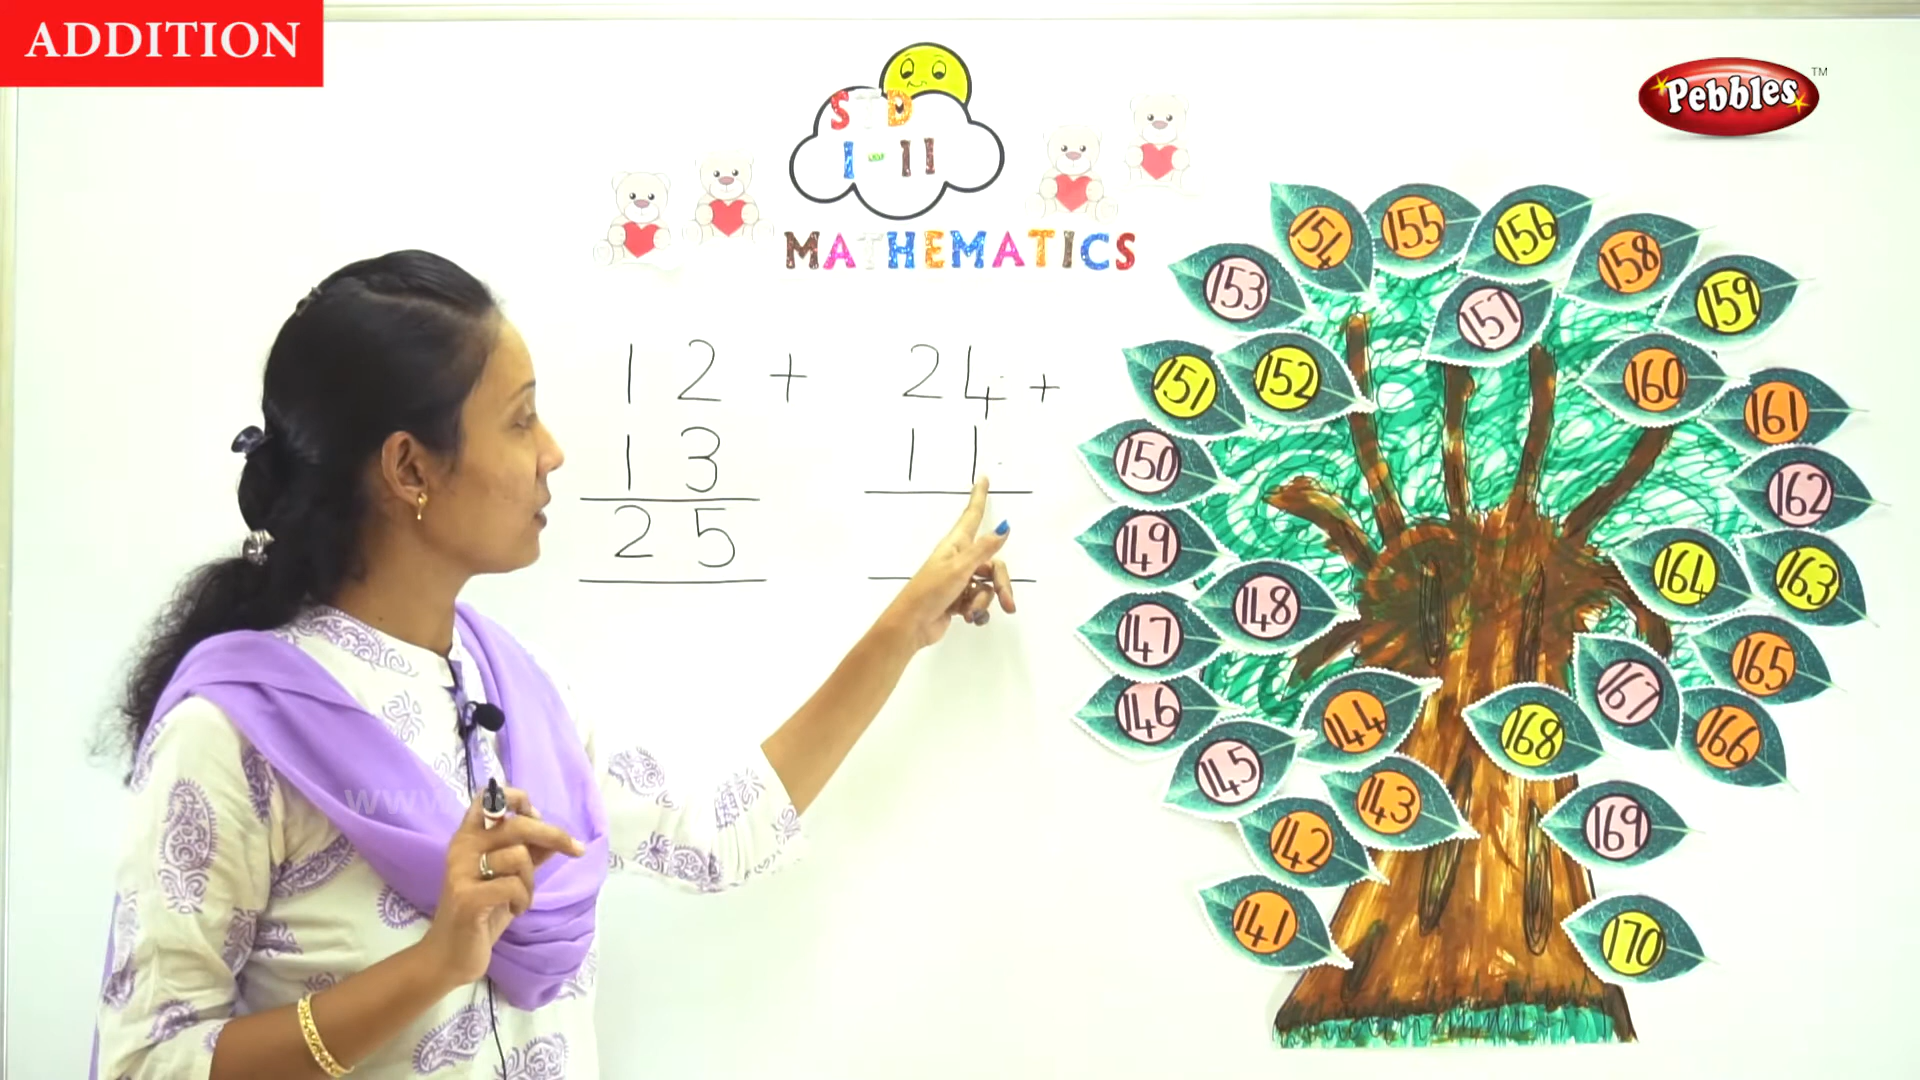 ADDITION
Pebbles™
STD
I-II
MATHEMATICS
12 +
13
25
24 +
11
154 155 156 158
153 157 159
151 152 160 161
150 162
149 148 164 163
147 167 165
146 144 168 166
145 143 169
142
141 170
www.